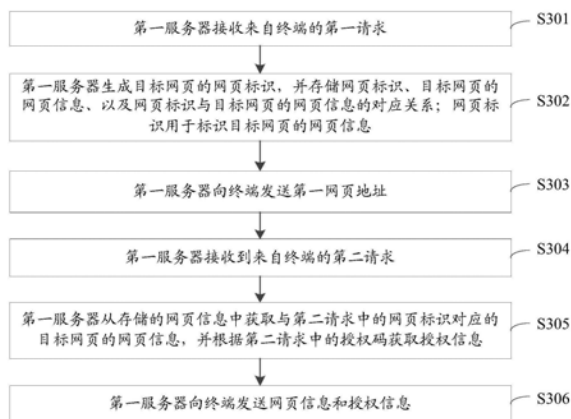 第一服务器接收来自终端的第一请求
S301
第一服务器生成目标网页的网页标识，并存储网页标识、目标网页的
网页信息、以及网页标识与目标网页的网页信息的对应关系；网页标
识用于标识目标网页的网页信息
S302
第一服务器向终端发送第一网页地址
S303
第一服务器接收到来自终端的第二请求
S304
第一服务器从存储的网页信息中获取与第二请求中的网页标识对应的
目标网页的网页信息，并根据第二请求中的授权码获取授权信息
S305
第一服务器向终端发送网页信息和授权信息
S306